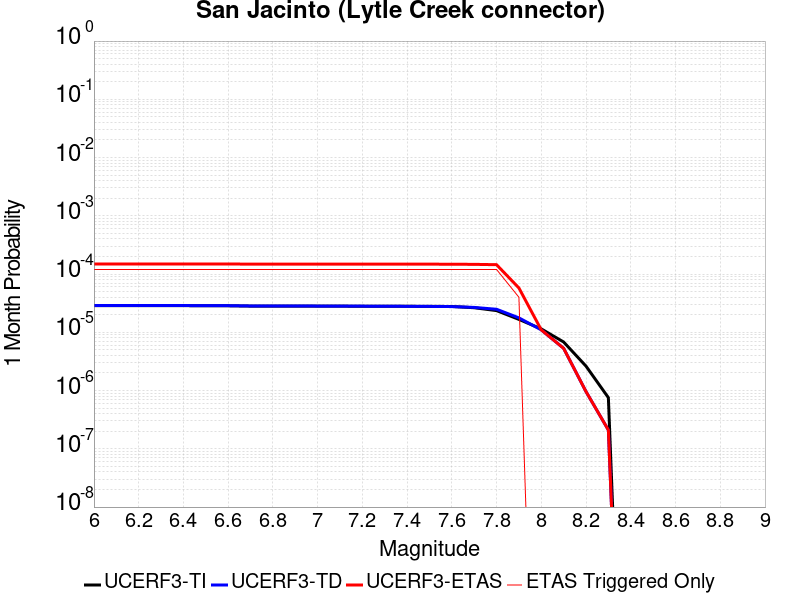 San Jacinto (Lytle Creek connector)
10^0
10^-1
10^-2
10^-3
10^-4
10^-5
10^-6
10^-7
10^-8
1 Month Probability
6 6.2 6.4 6.6 6.8 7 7.2 7.4 7.6 7.8 8 8.2 8.4 8.6 8.8 9
Magnitude
UCERF3-TI UCERF3-TD UCERF3-ETAS ETAS Triggered Only